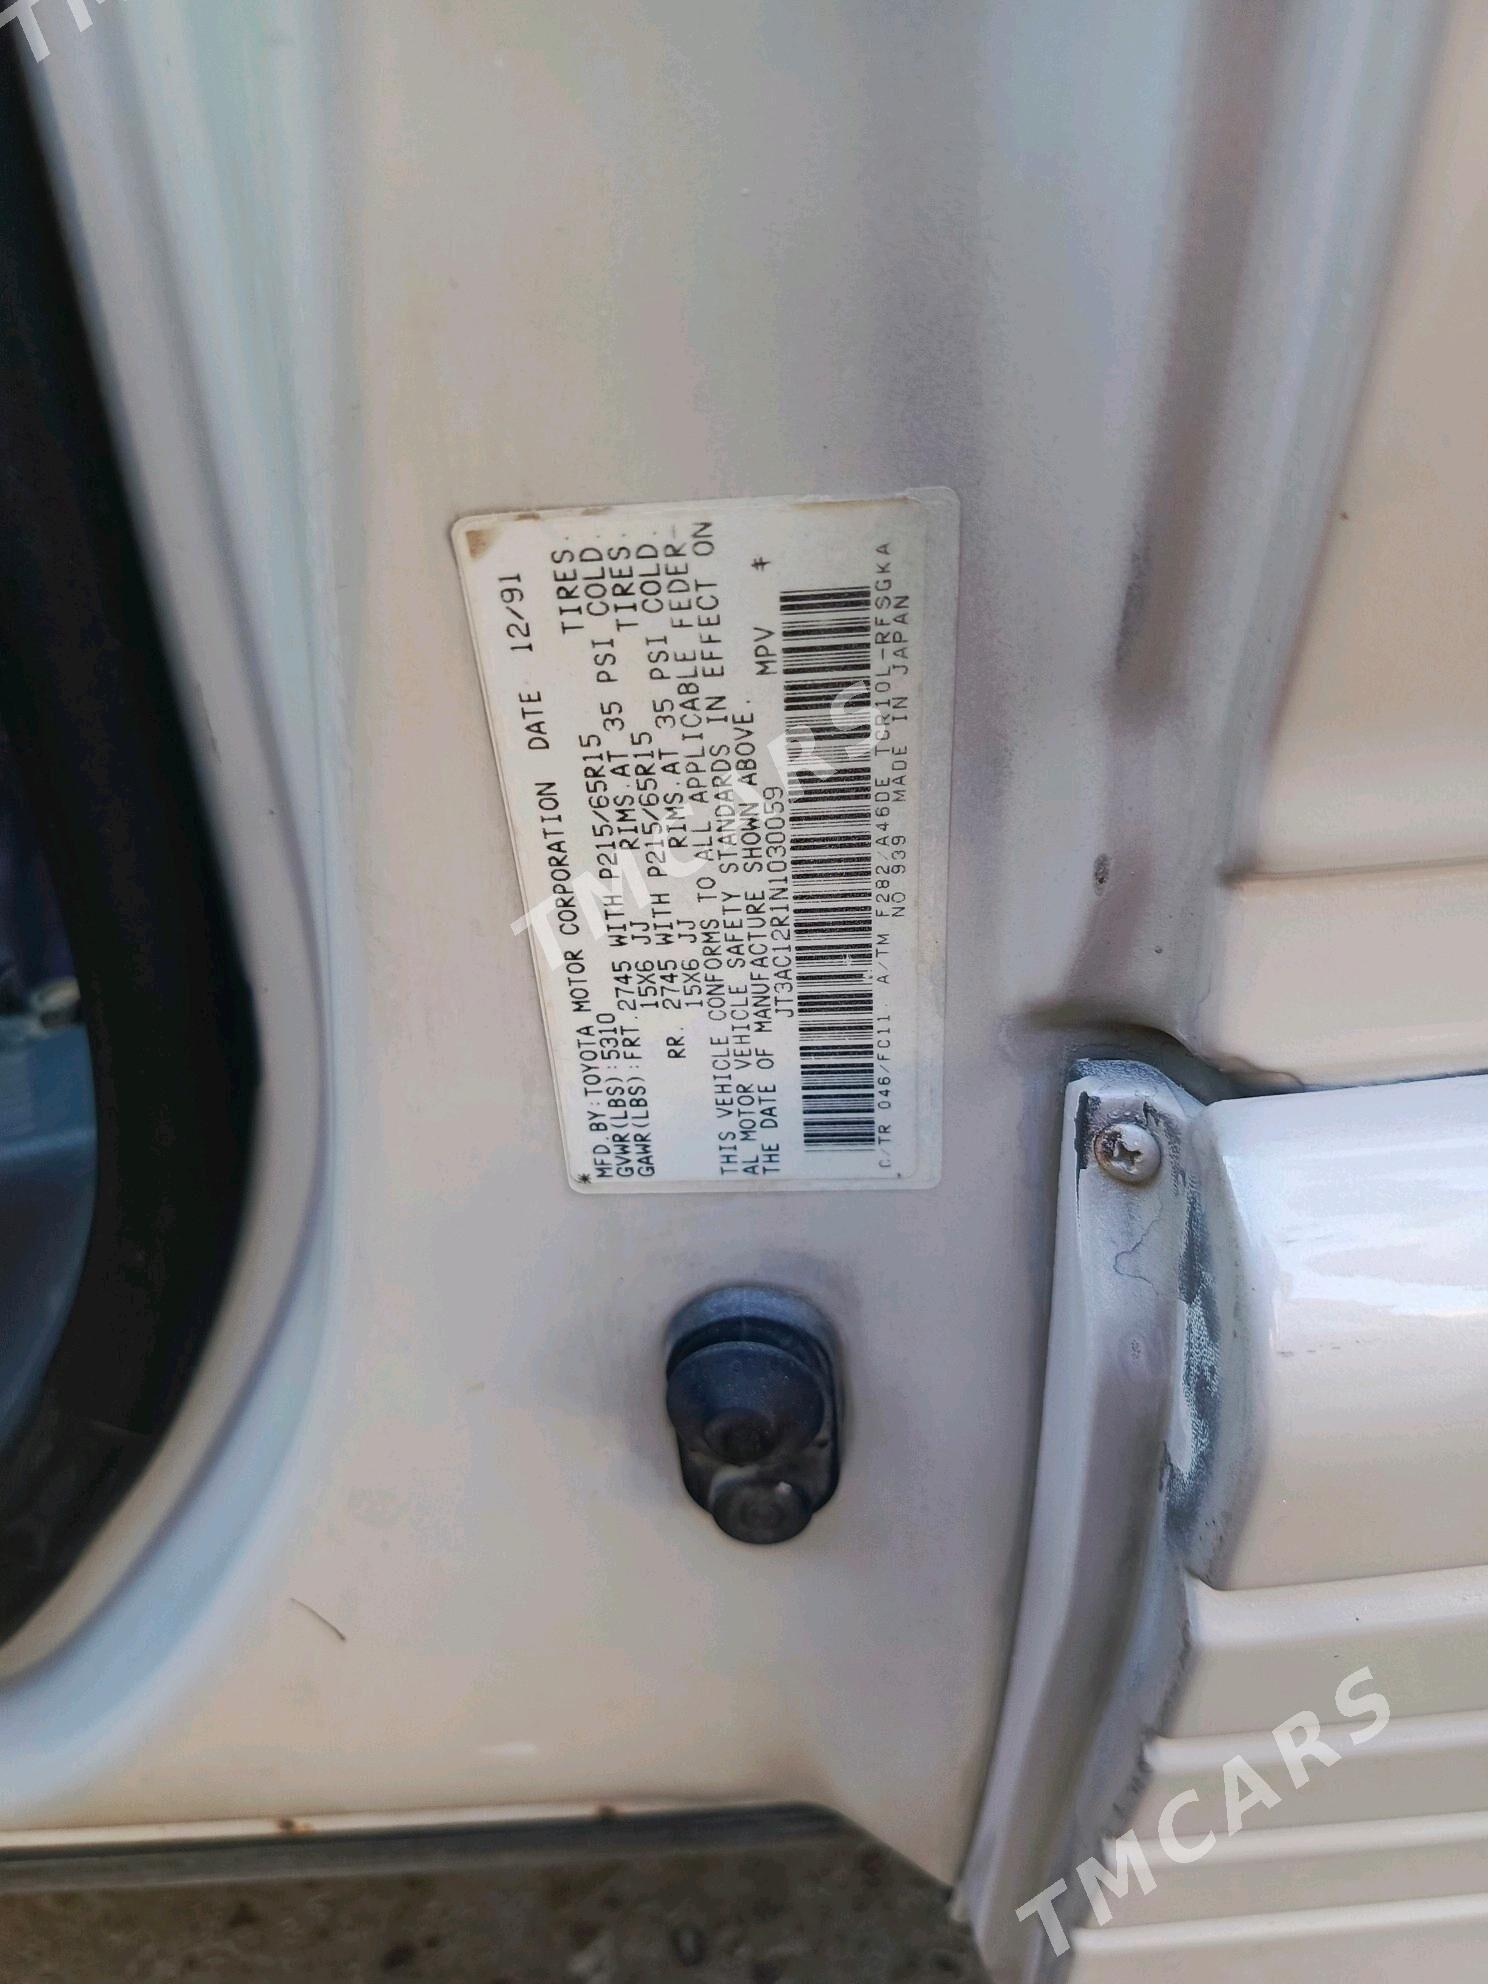 * MFD.BY:TOYOTA MOTOR CORPORATION DATE 12/91
GVWR(LBS):5310
GAWR(LBS):FRT. 2745 WITH P215/65R15 TIRES.
15X6 JJ RIMS.AT 35 PSI COLD.
RR. 2745 WITH P215/65R15 TIRES.
15X6 JJ RIMS.AT 35 PSI COLD.
THIS VEHICLE CONFORMS TO ALL APPLICABLE FEDER-
AL MOTOR VEHICLE SAFETY STANDARDS IN EFFECT ON
THE DATE OF MANUFACTURE SHOWN ABOVE.
JT3AC12R1N1030059 MPV *
C/TR 046/FC11 A/TM F282/A46DE TCR10L-RFSGKA
NO 939 MADE IN JAPAN
TMCARS
TMCARS